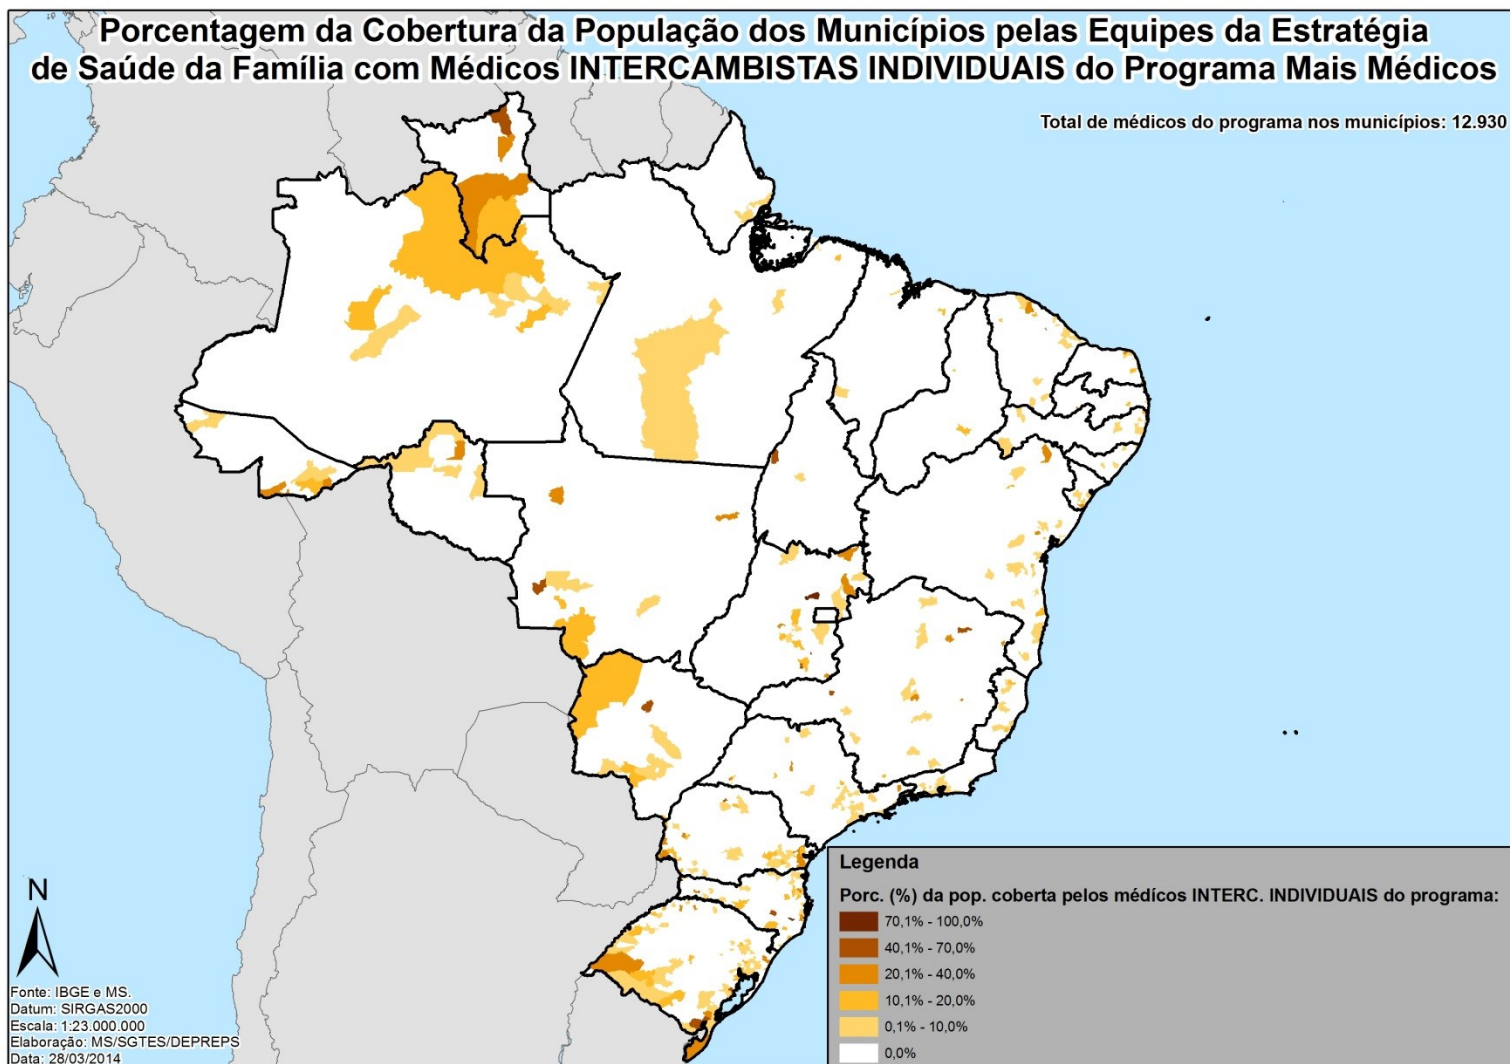 Porcentagem da Cobertura da População dos Municípios pelas Equipes da Estratégia
de Saúde da Família com Médicos INTERCAMBISTAS INDIVIDUAIS do Programa Mais Médicos
Total de médicos do programa nos municípios: 12.930
N
Fonte: IBGE e MS.
Datum: SIRGAS2000
Escala: 1:23.000.000
Elaboração: MS/SGTES/DEPREPS
Data: 28/03/2014
Legenda
Porc. (%) da pop. coberta pelos médicos INTERC. INDIVIDUAIS do programa:
70,1% - 100,0%
40,1% - 70,0%
20,1% - 40,0%
10,1% - 20,0%
0,1% - 10,0%
0,0%